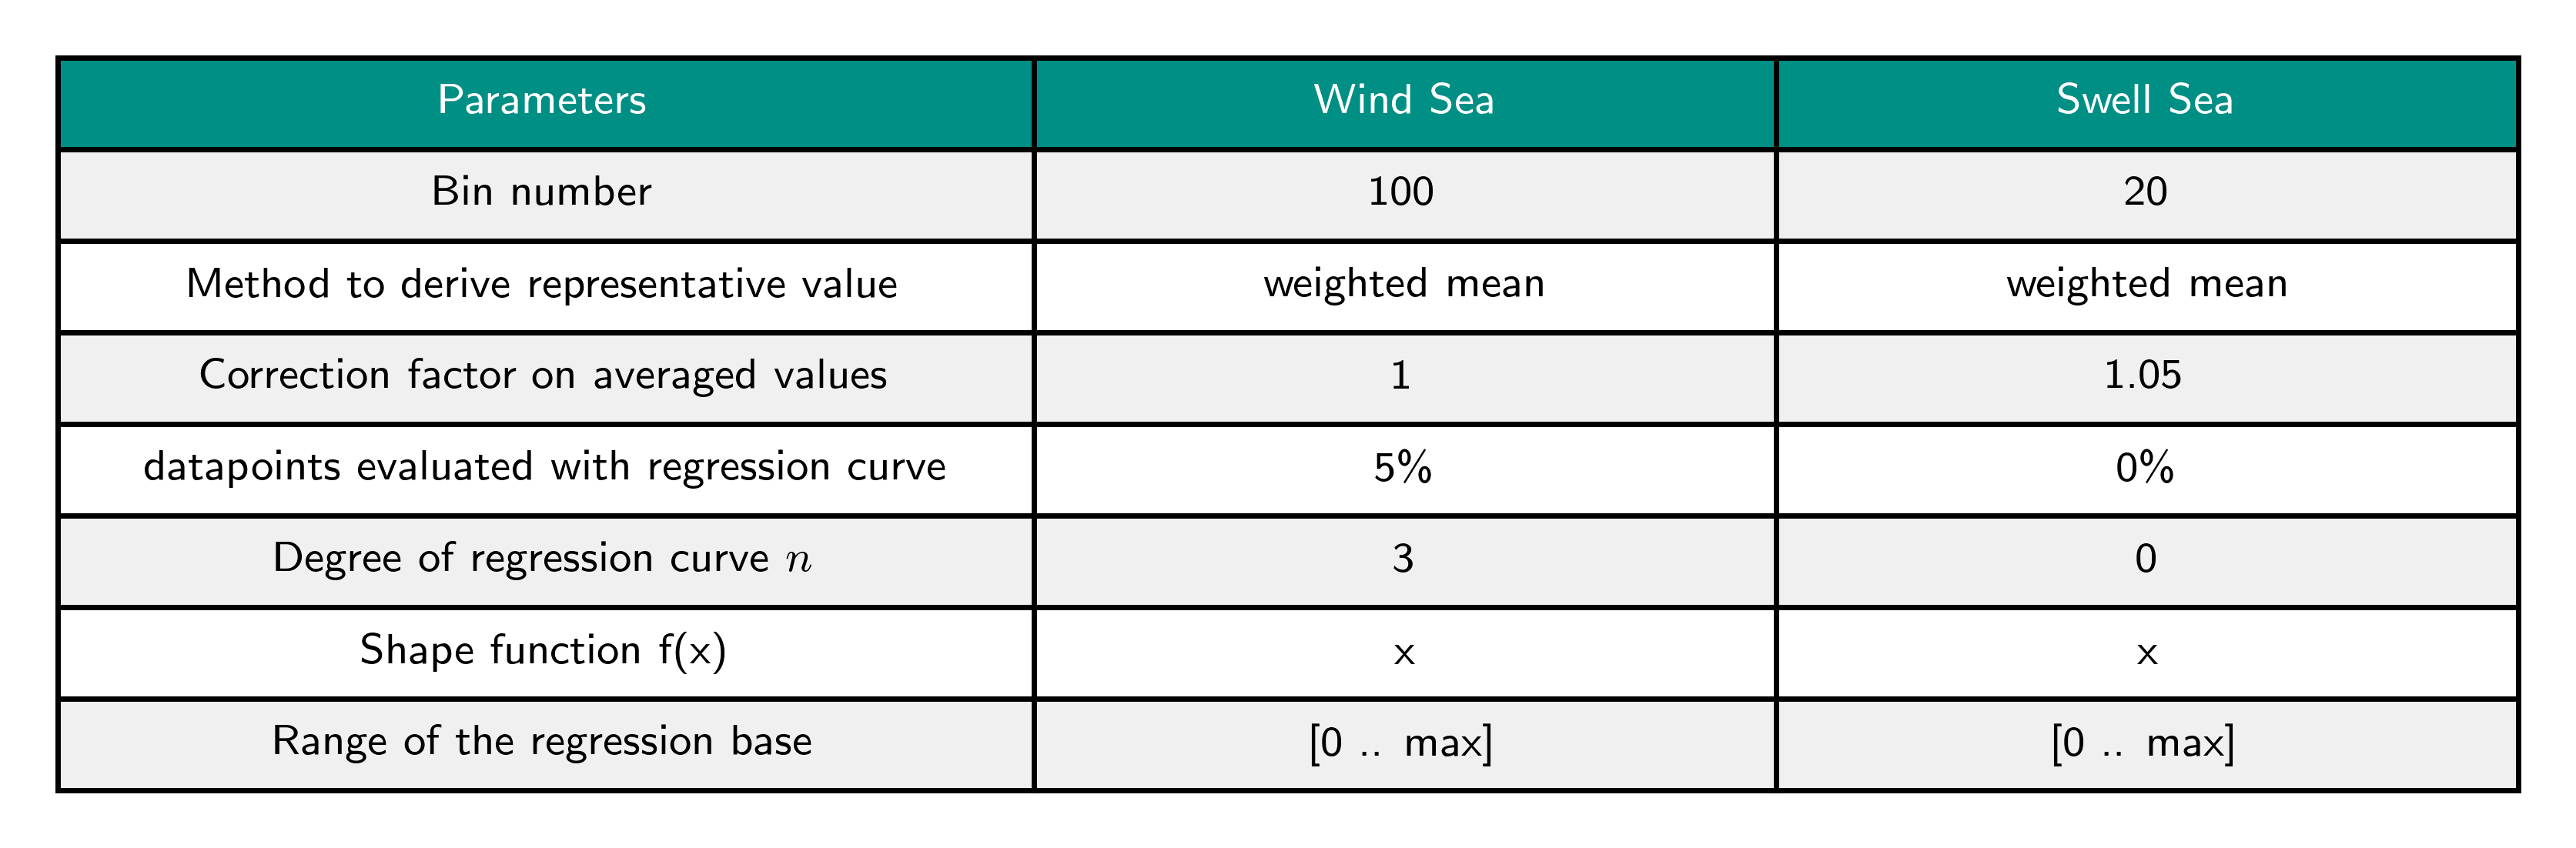 Parameters Wind Sea Swell Sea
Bin number 100 20
Method to derive representative value weighted mean weighted mean
Correction factor on averaged values 1 1.05
datapoints evaluated with regression curve 5% 0%
Degree of regression curve n 3 0
Shape function f(x) x x
Range of the regression base [0 .. max] [0 .. max]